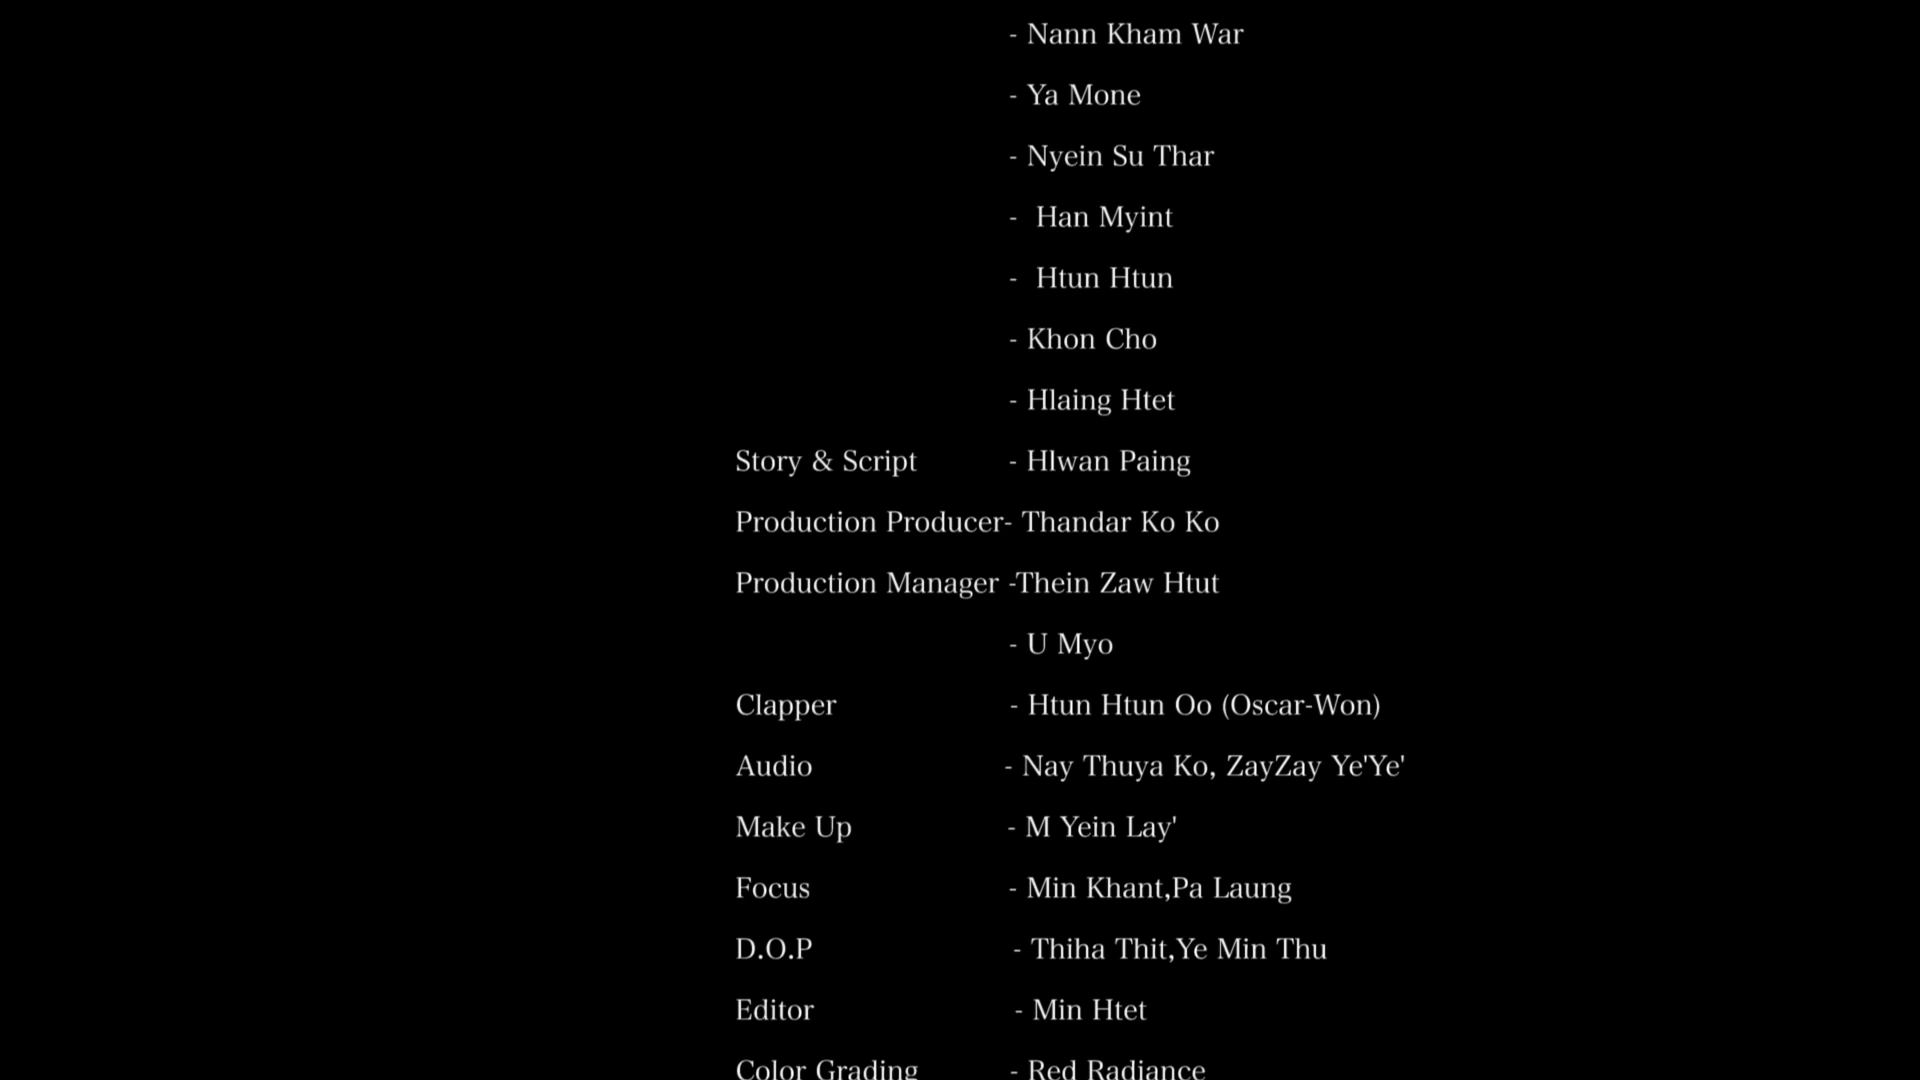 - Nann Kham War
- Ya Mone
- Nyein Su Thar
- Han Myint
- Htun Htun
- Khon Cho
- Hlaing Htet
Story & Script - Hlwan Paing
Production Producer- Thandar Ko Ko
Production Manager -Thein Zaw Htut
- U Myo
Clapper - Htun Htun Oo (Oscar-Won)
Audio - Nay Thuya Ko, ZayZay Ye'Ye'
Make Up - M Yein Lay'
Focus - Min Khant,Pa Laung
D.O.P - Thiha Thit,Ye Min Thu
Editor - Min Htet
Color Grading - Red Radiance